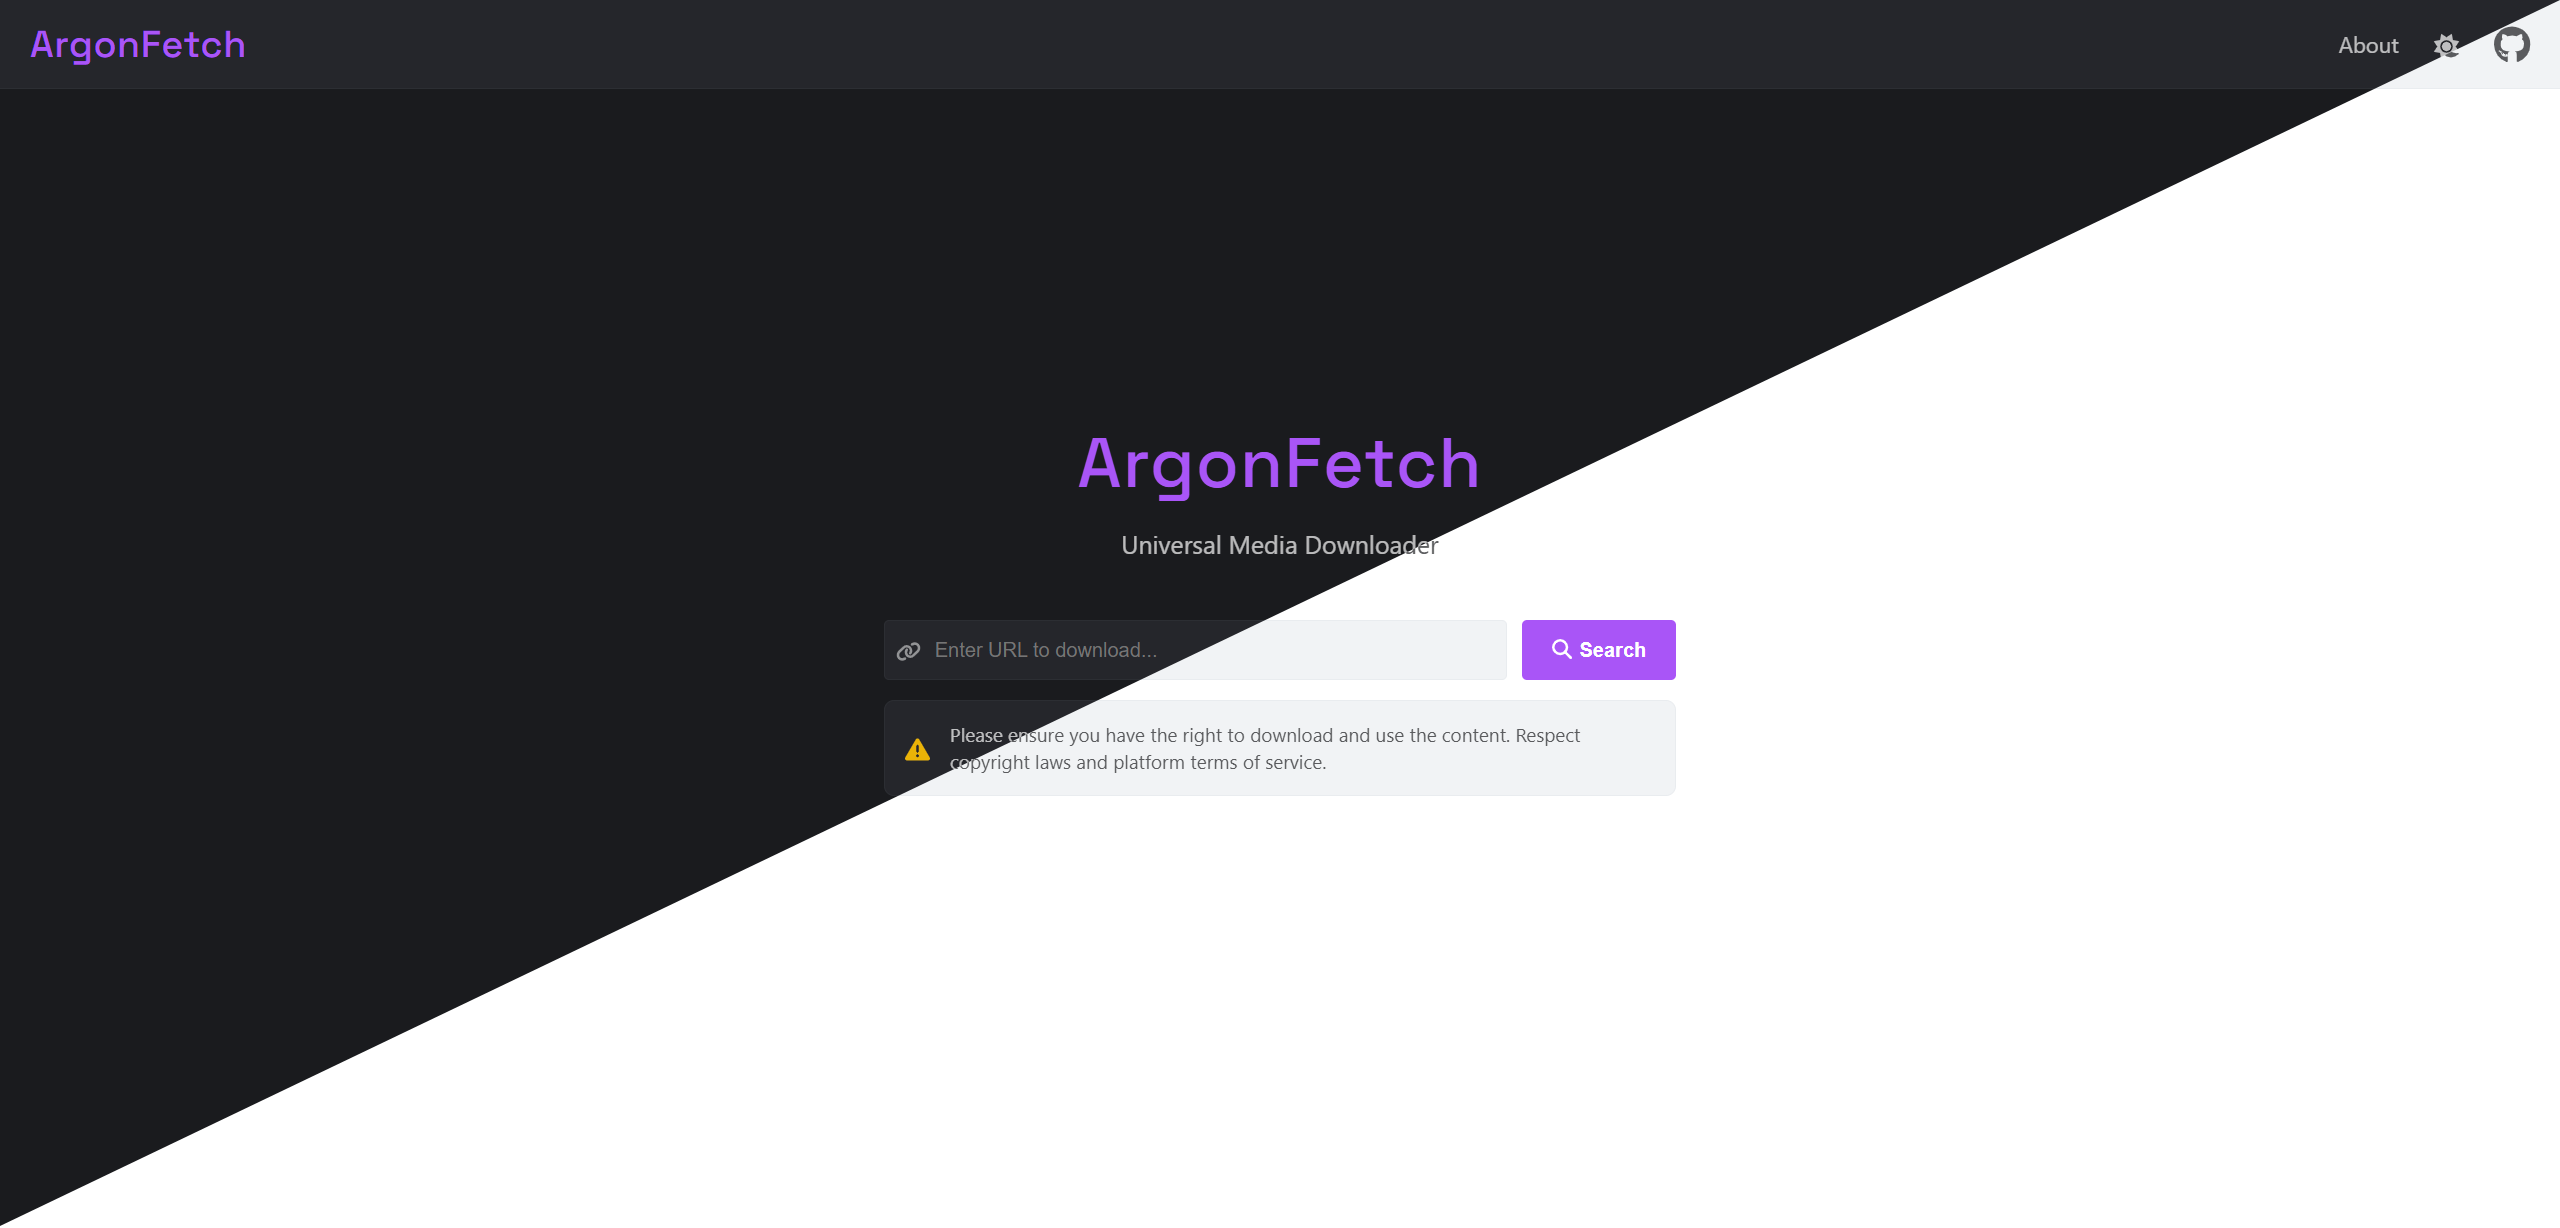 ArgonFetch
About
ArgonFetch
Universal Media Downloader
Enter URL to download...
Search
Please ensure you have the right to download and use the content. Respect
copyright laws and platform terms of service.